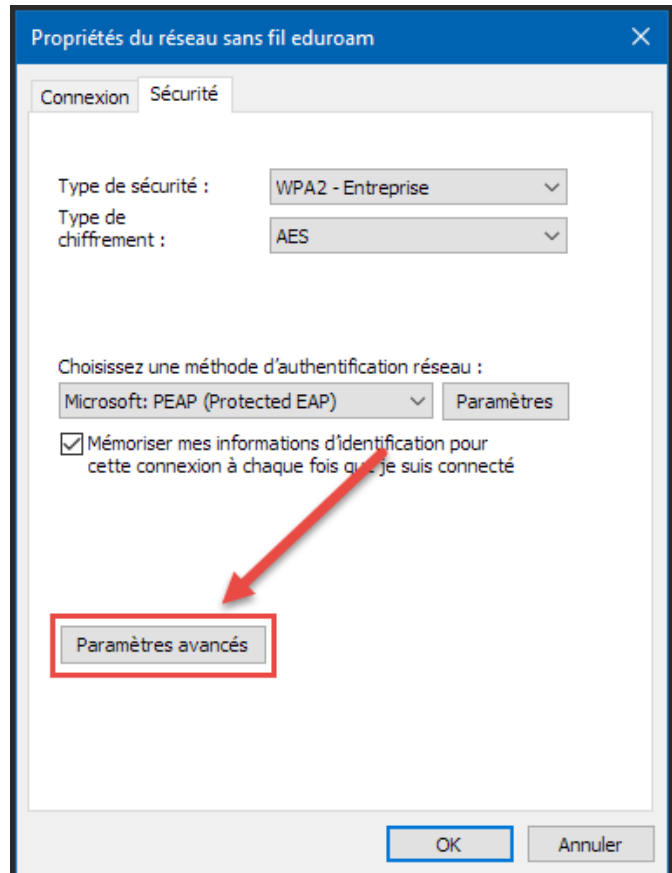 Propriétés du réseau sans fil eduroam
Connexion
Sécurité
Type de sécurité :
WPA2 - Entreprise
Type de
chiffrement :
AES
Choisissez une méthode d'authentification réseau :
Microsoft: PEAP (Protected EAP)
Paramètres
Mémoriser mes informations d'identification pour
cette connexion à chaque fois que je suis connecté
Paramètres avancés
OK
Annuler